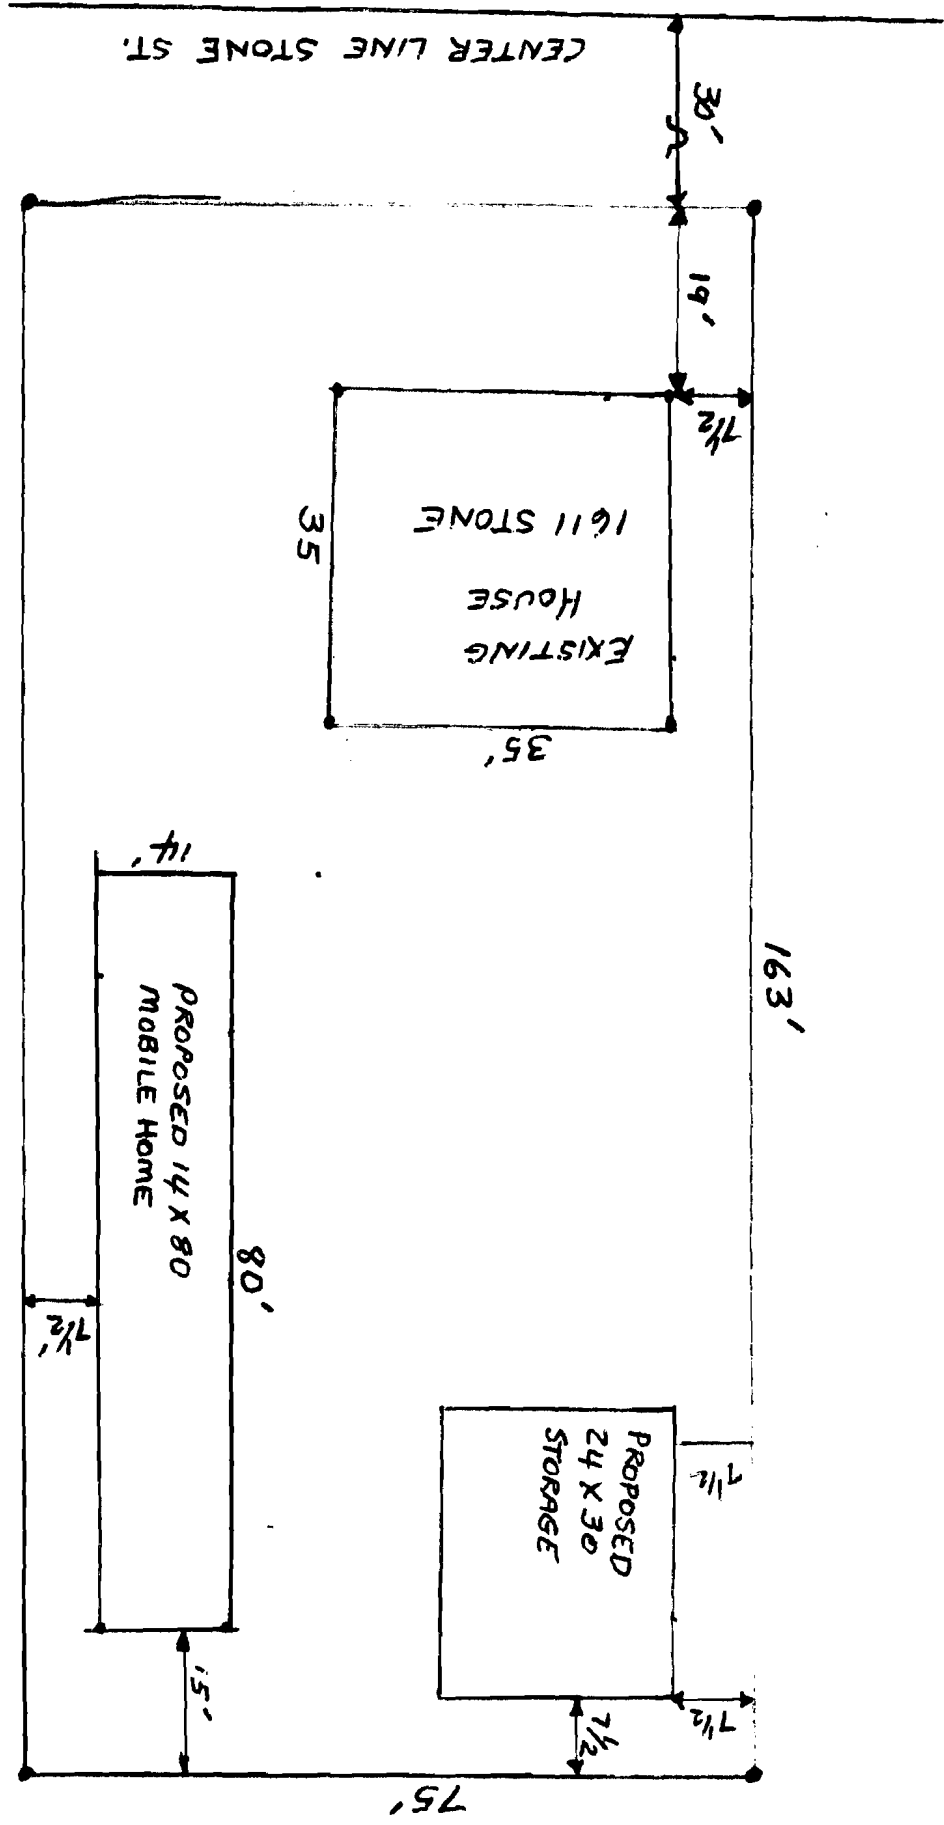 CENTER LINE STONE ST.
30'
19'
7½
EXISTING
HOUSE
1611 STONE
35
35'
163'
14'
PROPOSED 14 X 80
MOBILE HOME
80'
7½'
15'
PROPOSED
24 X 30
STORAGE
7½
7½
7½
75'